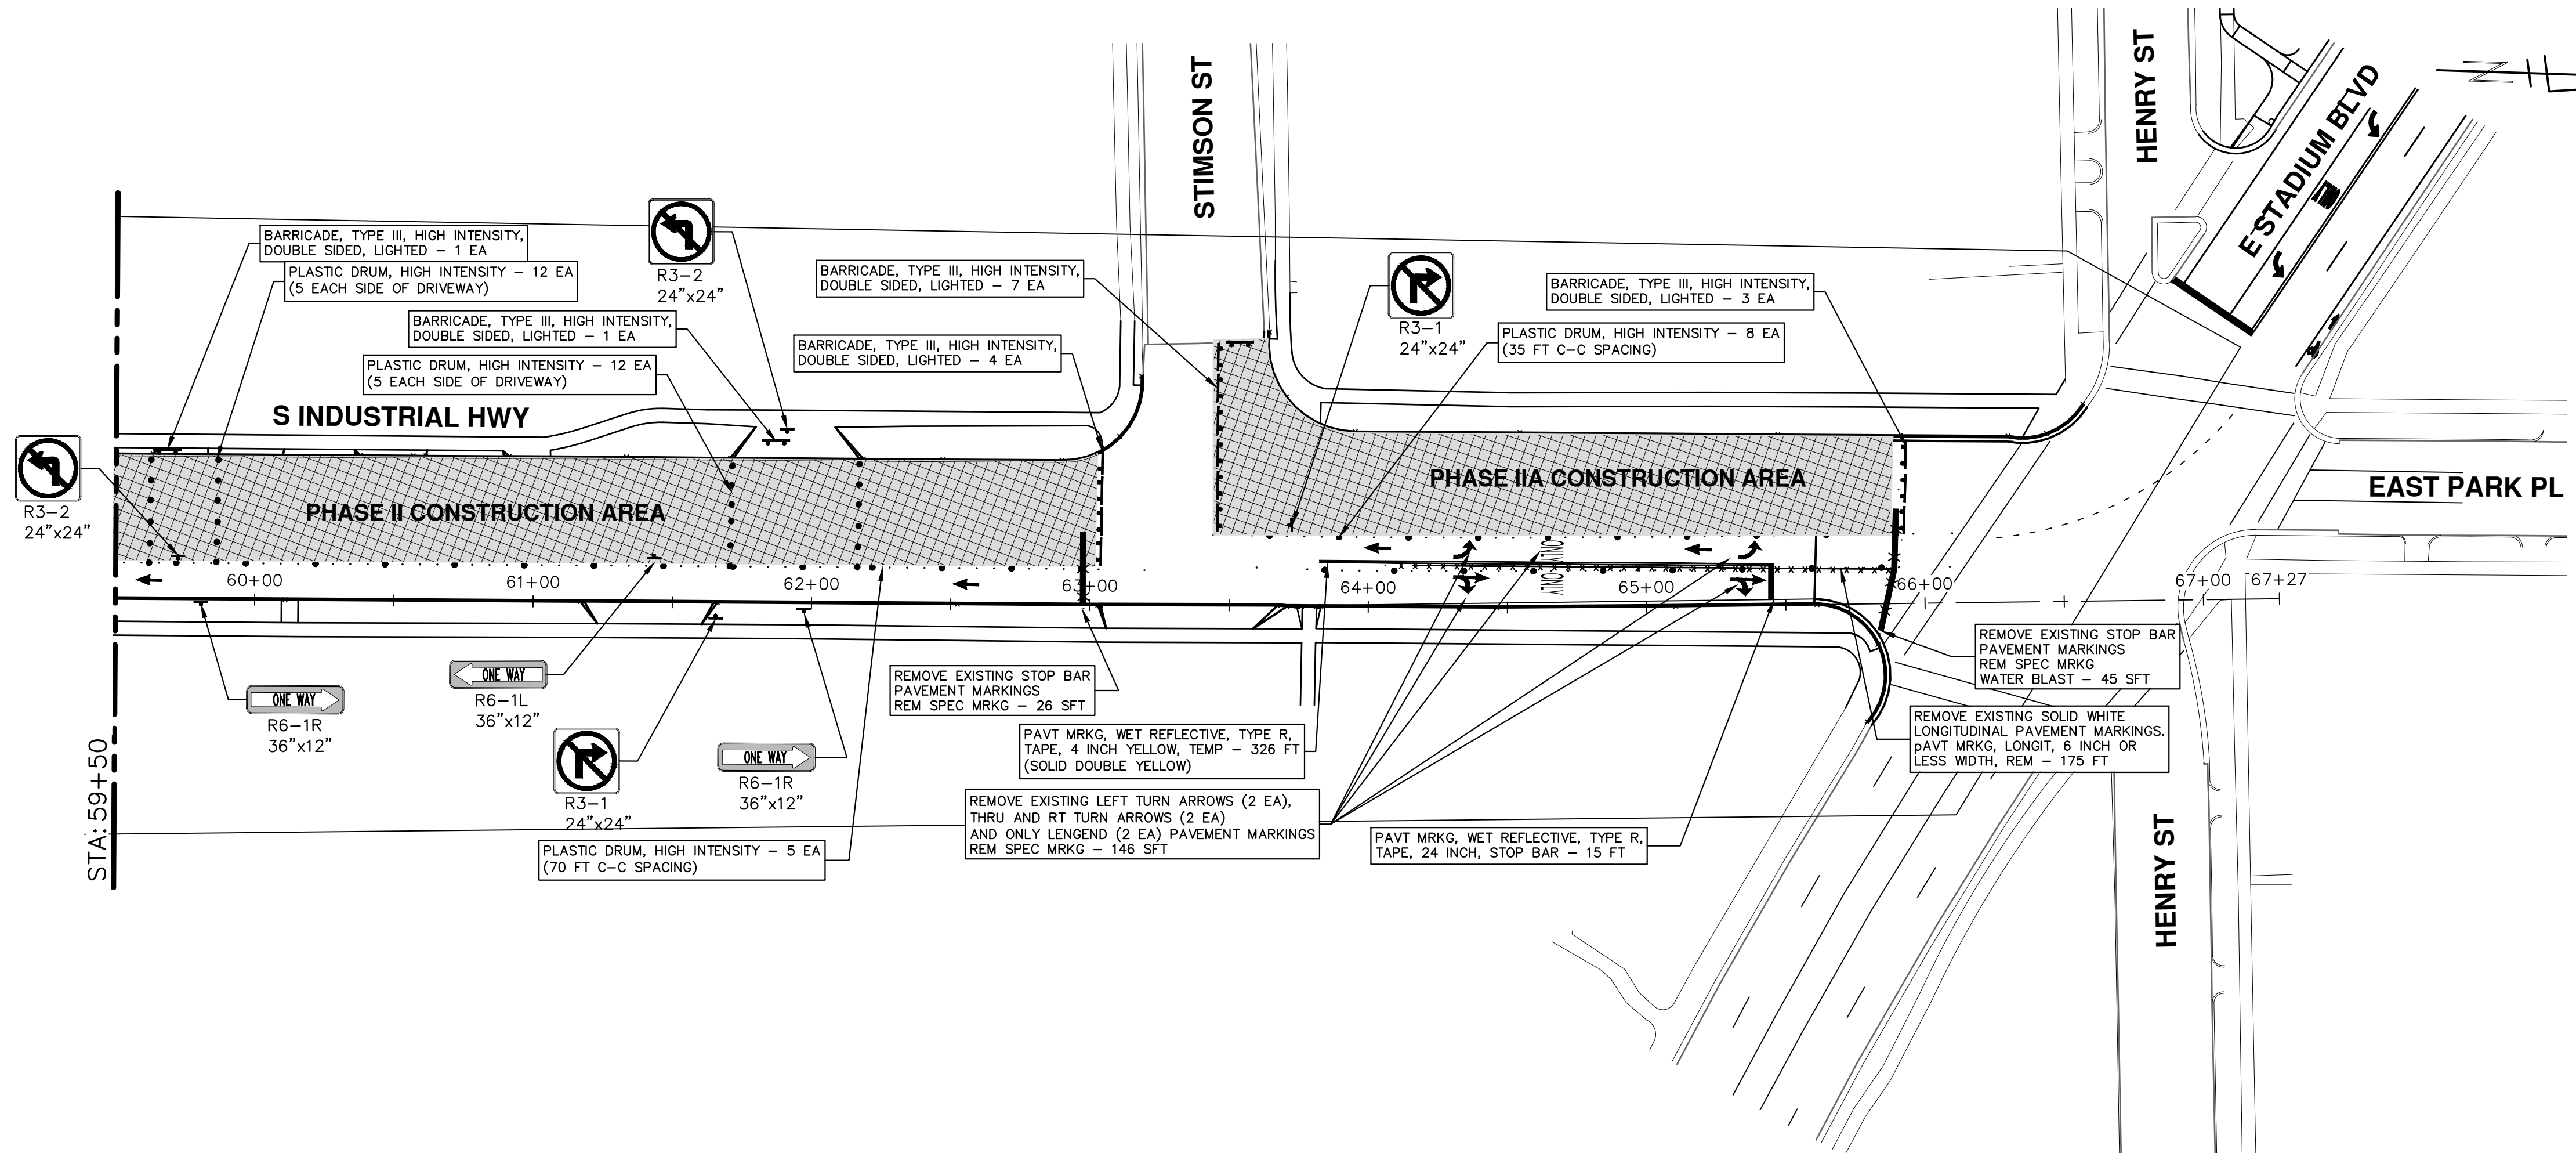 STIMSON ST
HENRY ST
E STADIUM BLVD
N
BARRICADE, TYPE III, HIGH INTENSITY,
DOUBLE SIDED, LIGHTED – 1 EA
PLASTIC DRUM, HIGH INTENSITY – 12 EA
(5 EACH SIDE OF DRIVEWAY)
R3–2
24"x24"
BARRICADE, TYPE III, HIGH INTENSITY,
DOUBLE SIDED, LIGHTED – 1 EA
PLASTIC DRUM, HIGH INTENSITY – 12 EA
(5 EACH SIDE OF DRIVEWAY)
BARRICADE, TYPE III, HIGH INTENSITY,
DOUBLE SIDED, LIGHTED – 7 EA
BARRICADE, TYPE III, HIGH INTENSITY,
DOUBLE SIDED, LIGHTED – 4 EA
R3–1
24"x24"
BARRICADE, TYPE III, HIGH INTENSITY,
DOUBLE SIDED, LIGHTED – 3 EA
PLASTIC DRUM, HIGH INTENSITY – 8 EA
(35 FT C–C SPACING)
S INDUSTRIAL HWY
R3–2
24"x24"
PHASE II CONSTRUCTION AREA
PHASE IIA CONSTRUCTION AREA
EAST PARK PL
ONLY
ONLY
60+00
61+00
62+00
63+00
64+00
65+00
66+00
67+00
67+27
STA: 59+50
ONE WAY
R6–1R
36"x12"
ONE WAY
R6–1L
36"x12"
R3–1
24"x24"
ONE WAY
R6–1R
36"x12"
PLASTIC DRUM, HIGH INTENSITY – 5 EA
(70 FT C–C SPACING)
REMOVE EXISTING STOP BAR
PAVEMENT MARKINGS
REM SPEC MRKG – 26 SFT
PAVT MRKG, WET REFLECTIVE, TYPE R,
TAPE, 4 INCH YELLOW, TEMP – 326 FT
(SOLID DOUBLE YELLOW)
REMOVE EXISTING LEFT TURN ARROWS (2 EA),
THRU AND RT TURN ARROWS (2 EA)
AND ONLY LENGEND (2 EA) PAVEMENT MARKINGS
REM SPEC MRKG – 146 SFT
PAVT MRKG, WET REFLECTIVE, TYPE R,
TAPE, 24 INCH, STOP BAR – 15 FT
REMOVE EXISTING STOP BAR
PAVEMENT MARKINGS
REM SPEC MRKG
WATER BLAST – 45 SFT
REMOVE EXISTING SOLID WHITE
LONGITUDINAL PAVEMENT MARKINGS.
pAVT MRKG, LONGIT, 6 INCH OR
LESS WIDTH, REM – 175 FT
HENRY ST